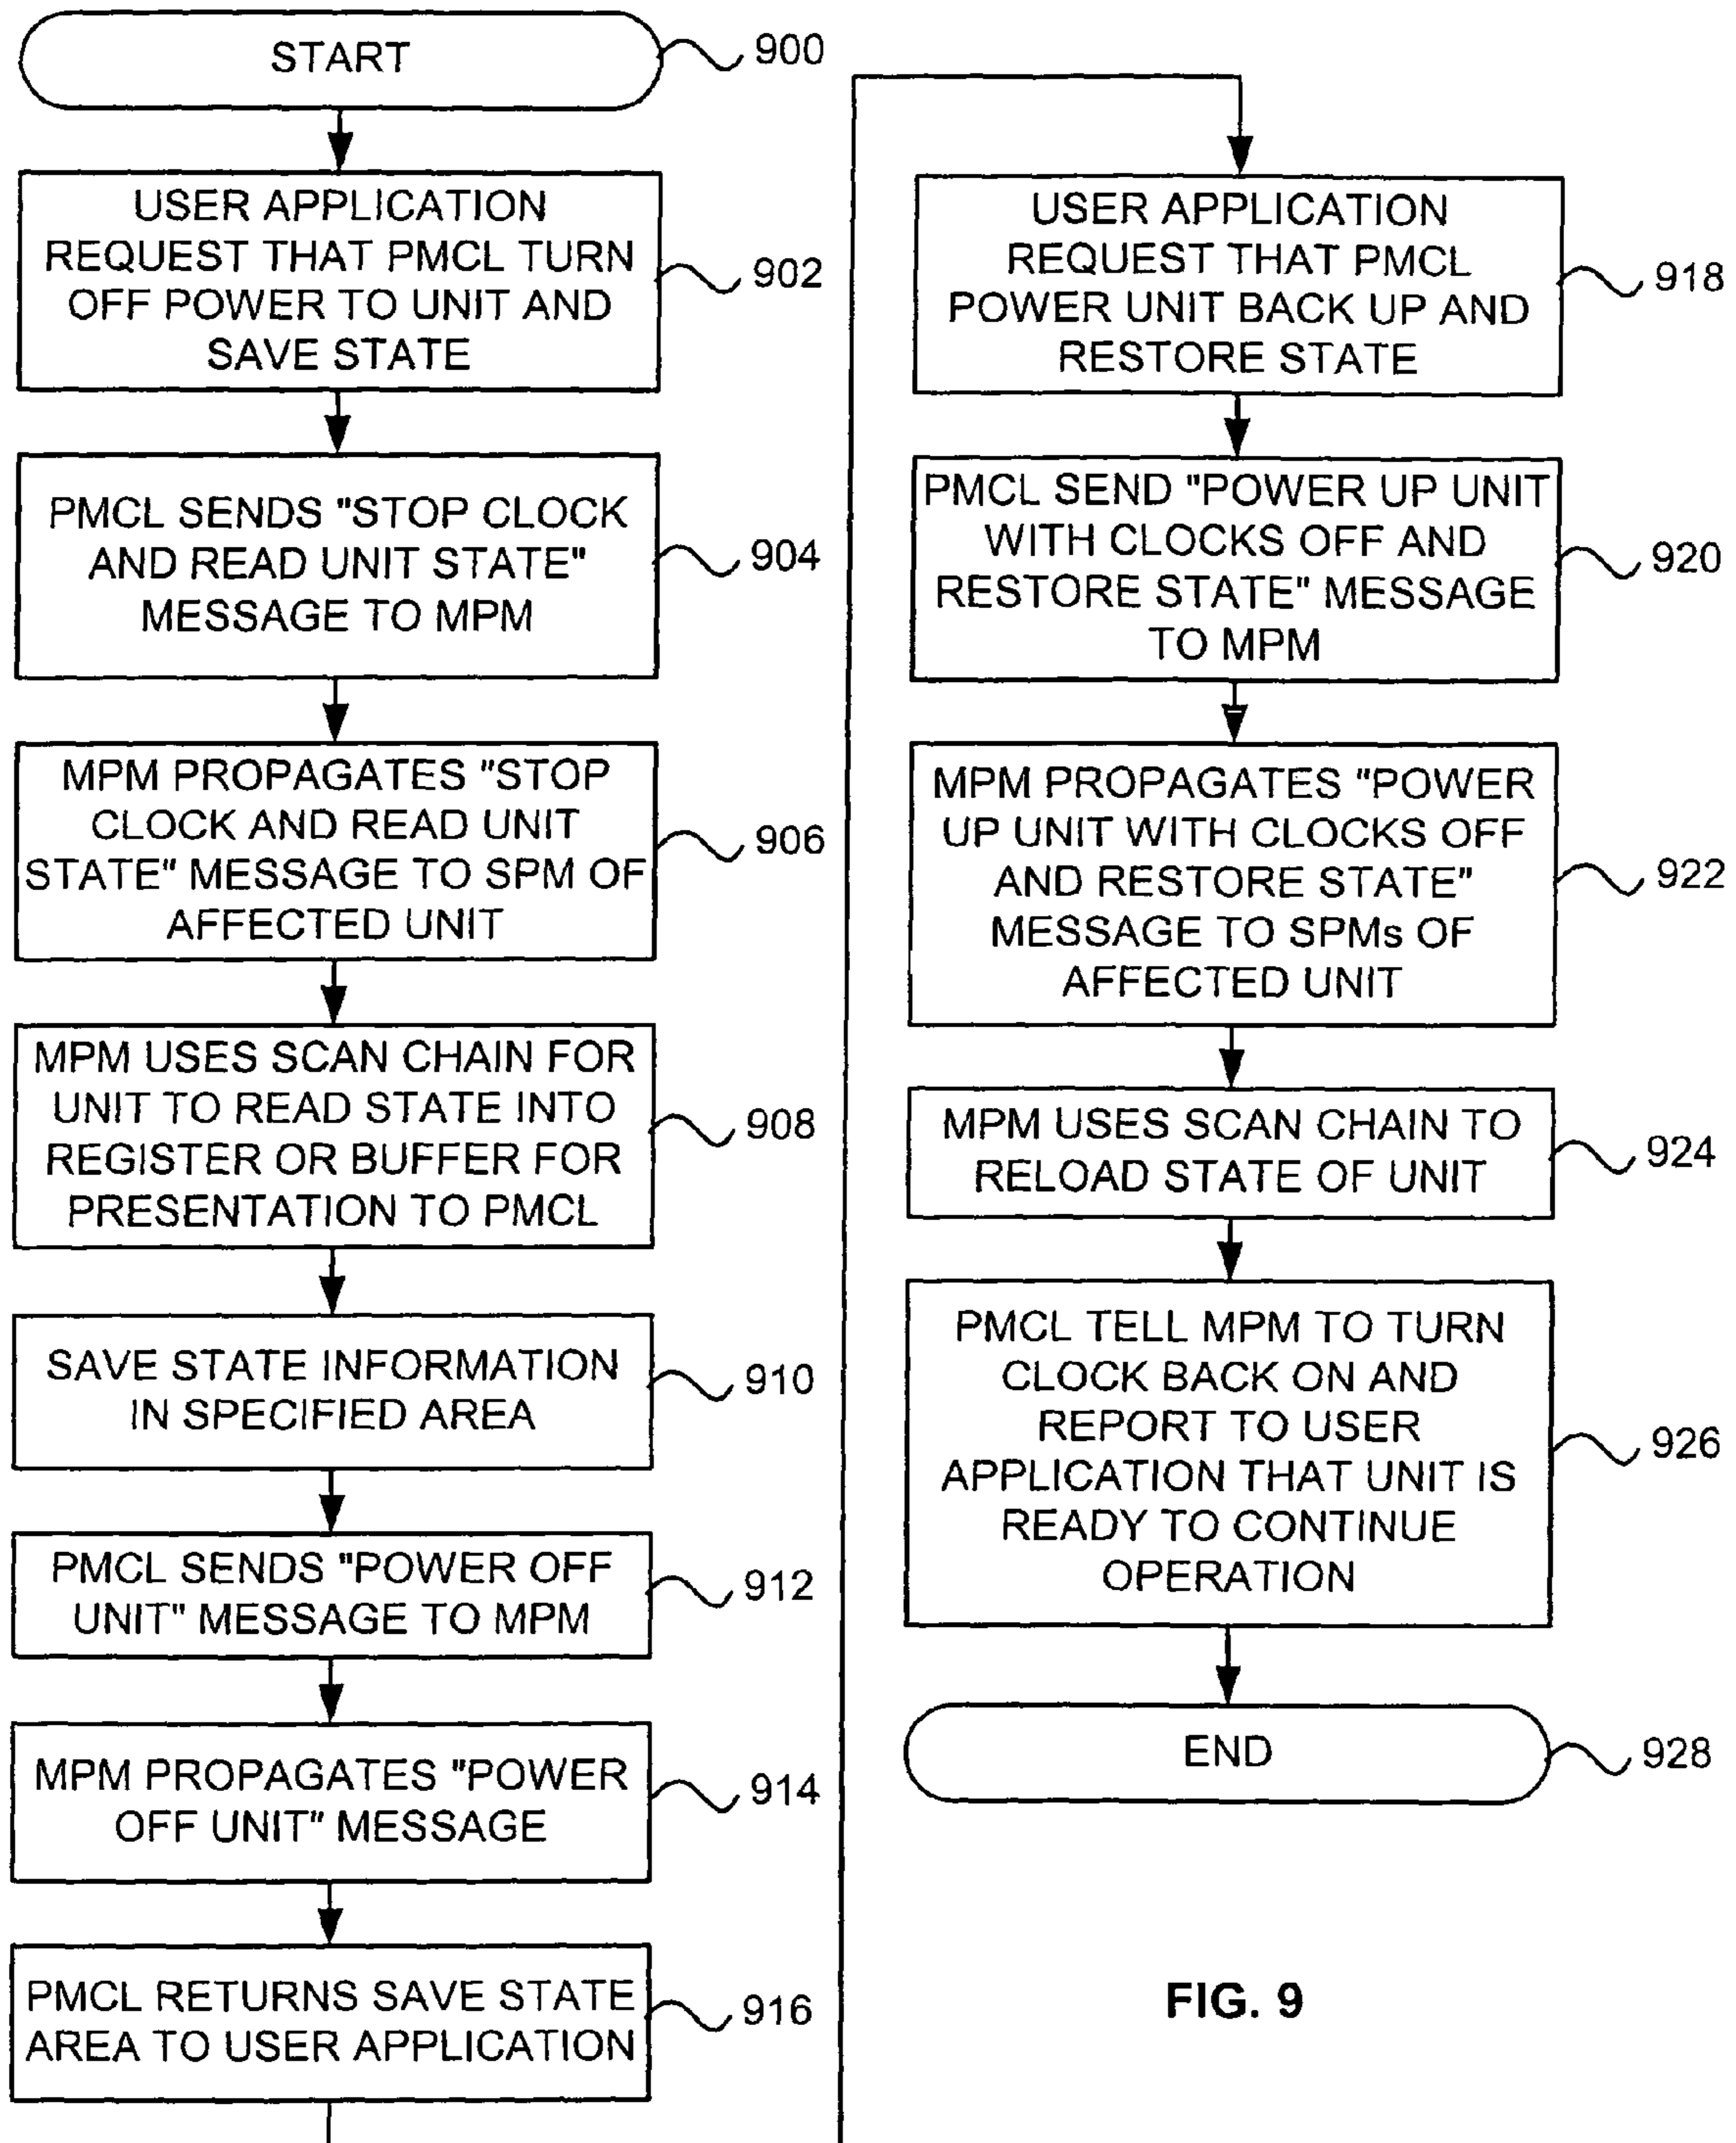 START
900
USER APPLICATION
REQUEST THAT PMCL TURN
OFF POWER TO UNIT AND
SAVE STATE
902
PMCL SENDS "STOP CLOCK
AND READ UNIT STATE"
MESSAGE TO MPM
904
MPM PROPAGATES "STOP
CLOCK AND READ UNIT
STATE" MESSAGE TO SPM OF
AFFECTED UNIT
906
MPM USES SCAN CHAIN FOR
UNIT TO READ STATE INTO
REGISTER OR BUFFER FOR
PRESENTATION TO PMCL
908
SAVE STATE INFORMATION
IN SPECIFIED AREA
910
PMCL SENDS "POWER OFF
UNIT" MESSAGE TO MPM
912
MPM PROPAGATES "POWER
OFF UNIT" MESSAGE
914
PMCL RETURNS SAVE STATE
AREA TO USER APPLICATION
916
USER APPLICATION
REQUEST THAT PMCL
POWER UNIT BACK UP AND
RESTORE STATE
918
PMCL SEND "POWER UP UNIT
WITH CLOCKS OFF AND
RESTORE STATE" MESSAGE
TO MPM
920
MPM PROPAGATES "POWER
UP UNIT WITH CLOCKS OFF
AND RESTORE STATE"
MESSAGE TO SPMs OF
AFFECTED UNIT
922
MPM USES SCAN CHAIN TO
RELOAD STATE OF UNIT
924
PMCL TELL MPM TO TURN
CLOCK BACK ON AND
REPORT TO USER
APPLICATION THAT UNIT IS
READY TO CONTINUE
OPERATION
926
END
928
FIG. 9